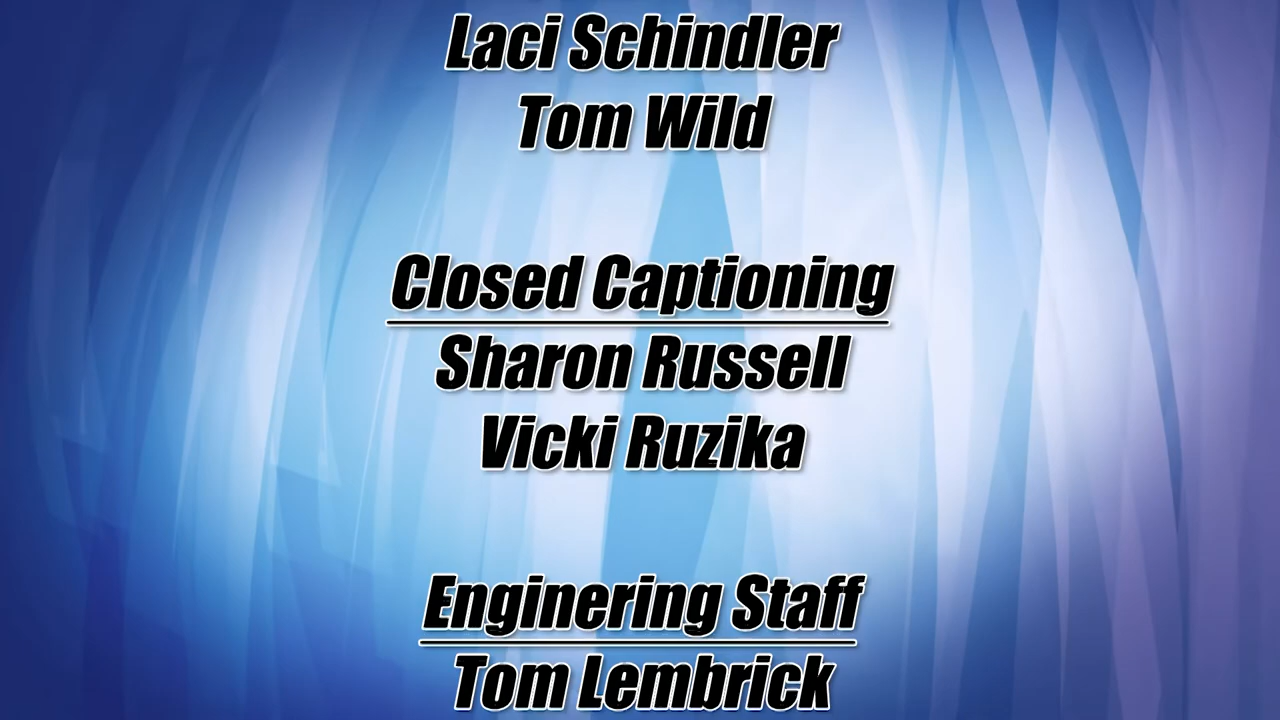 Laci Schindler
Tom Wild
Closed Captioning
Sharon Russell
Vicki Ruzika
Enginering Staff
Tom Lembrick